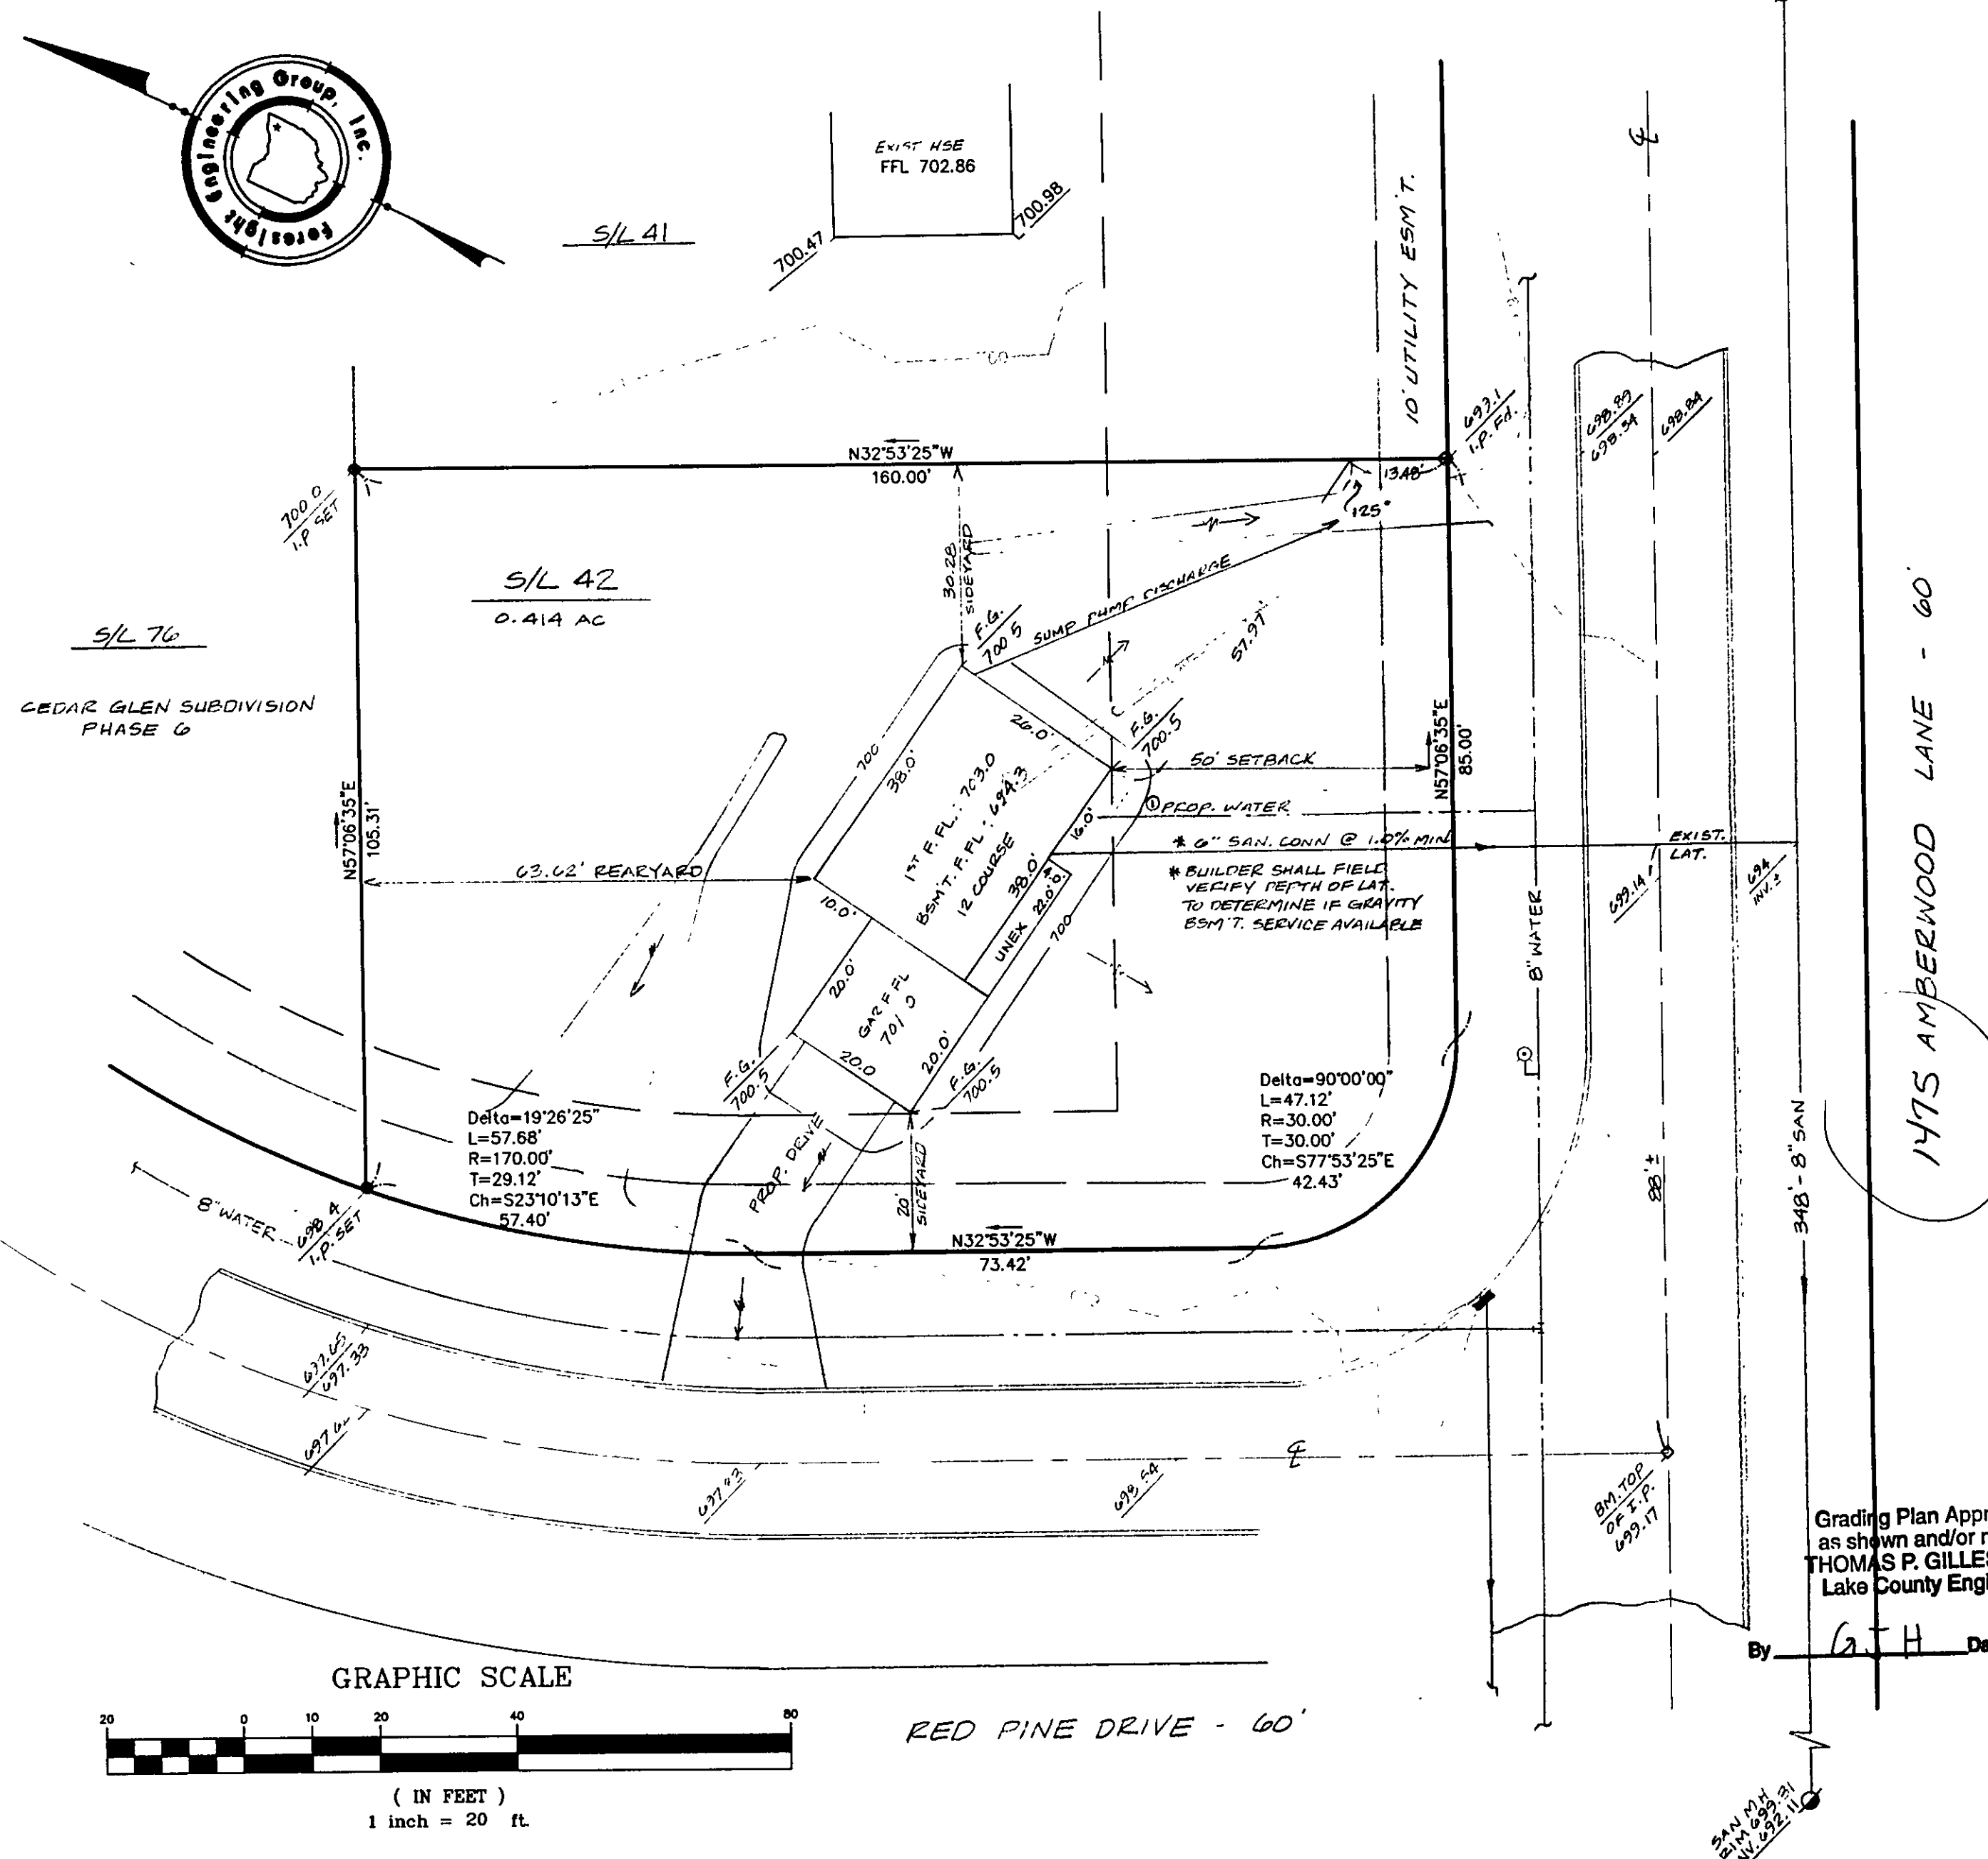 Foresight Engineering Group, Inc.
EXIST HSE
FFL 702.86
700.47
700.98
S/L 41
10' UTILITY ESM'T.
N32°53'25"W
160.00'
13.48'
125°
693.1
I.P. Fd.
698.89
698.34
698.84
700.0
I.P. SET
S/L 42
0.414 AC
S/L 76
CEDAR GLEN SUBDIVISION
PHASE 6
30.28
SIDEYARD
F.G.
700.5
SUMP PUMP DISCHARGE
57.97
26.0'
F.G.
700.5
700
38.0'
1ST F.FL.: 703.0
BSM'T. F.FL.: 694.3
12 COURSE
50' SETBACK
N57°06'35"E
85.00'
PROP. WATER
16.0'
* 6" SAN. CONN @ 1.0% MIN
* BUILDER SHALL FIELD
VERIFY DEPTH OF LAT.
TO DETERMINE IF GRAVITY
BSM'T. SERVICE AVAILABLE
EXIST.
LAT.
699.14
694
INV.±
N57°06'35"E
105.31'
63.62' REARYARD
10.0'
38.0'
22.0'
UNEX
700
20.0'
GAR F FL
701.0
20.0
20.0'
F.G.
700.5
F.G.
700.5
8" WATER
1475 AMBERWOOD LANE - 60'
Delta=19°26'25"
L=57.68'
R=170.00'
T=29.12'
Ch=S23°10'13"E
57.40'
Delta=90°00'00"
L=47.12'
R=30.00'
T=30.00'
Ch=S77°53'25"E
42.43'
PROP. DRIVE
20'
SIDEYARD
88'±
348' - 8" SAN
8" WATER
698.4
I.P. SET
N32°53'25"W
73.42'
697.65
697.33
BM. TOP
OF I.P.
699.17
Grading Plan
as shown and/or
THOMAS P.
Lake County
By GJH
GRAPHIC SCALE
20 0 10 20 40 80
( IN FEET )
1 inch = 20 ft.
RED PINE DRIVE - 60'
SAN MH
RIM 699.31
INV. 692.11